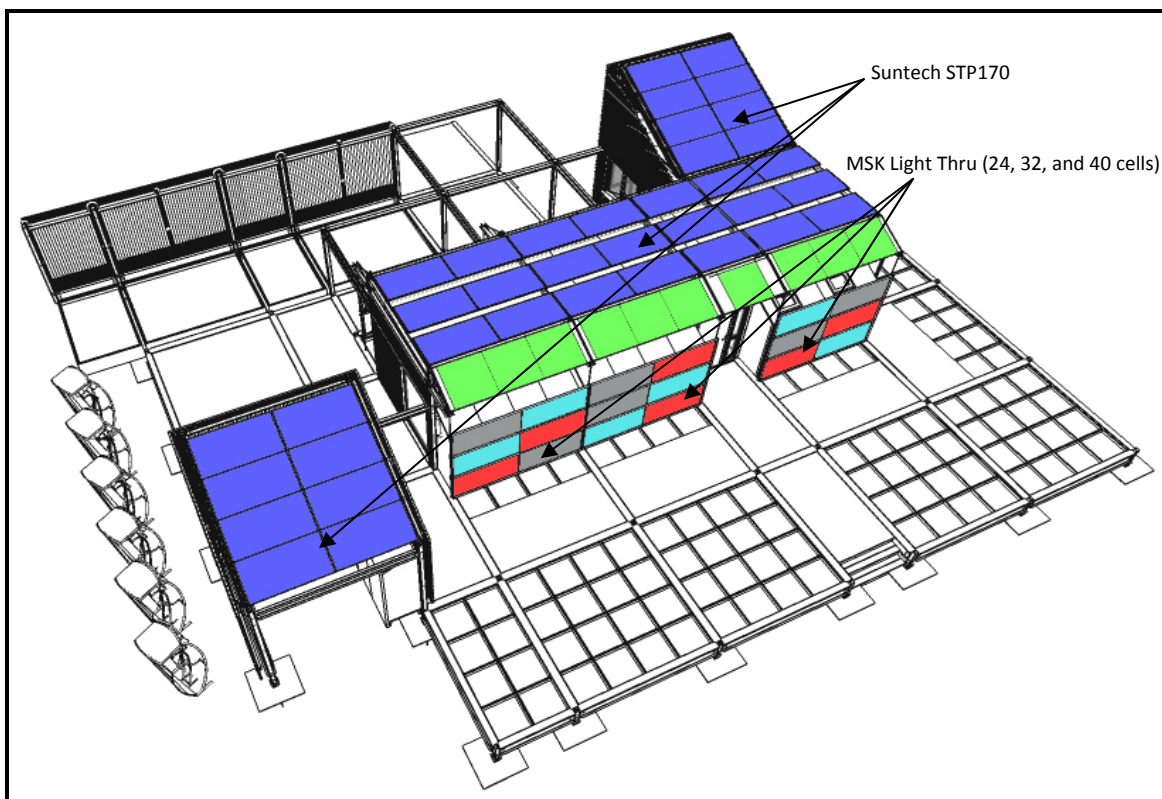 Suntech STP170
MSK Light Thru (24, 32, and 40 cells)